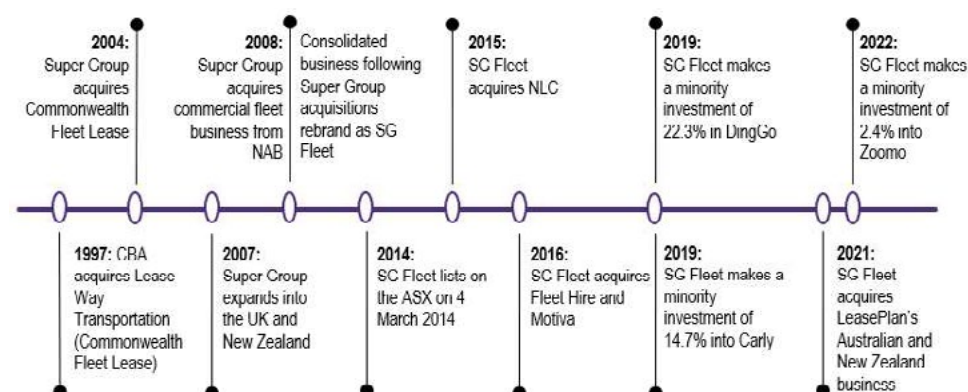 2004:
Super Group
acquires
Commonwealth
Fleet Lease
2008:
Super Group
acquires
commercial fleet
business from
NAB
Consolidated
business following
Super Group
acquisitions
rebrand as SG
Fleet
2015:
SG Fleet
acquires NLC
2019:
SG Fleet makes
a minority
investment of
22.3% in DingGo
2022:
SG Fleet makes
a minority
investment of
2.4% into
Zoomo
1997: CBA
acquires Lease
Way
Transportation
(Commonwealth
Fleet Lease)
2007:
Super Group
expands into
the UK and
New Zealand
2014:
SG Fleet lists on
the ASX on 4
March 2014
2016:
SG Fleet acquires
Fleet Hire and
Motiva
2019:
SG Fleet makes a
minority
investment of
14.7% into Carly
2021:
SG Fleet
acquires
LeasePlan's
Australian and
New Zealand
business